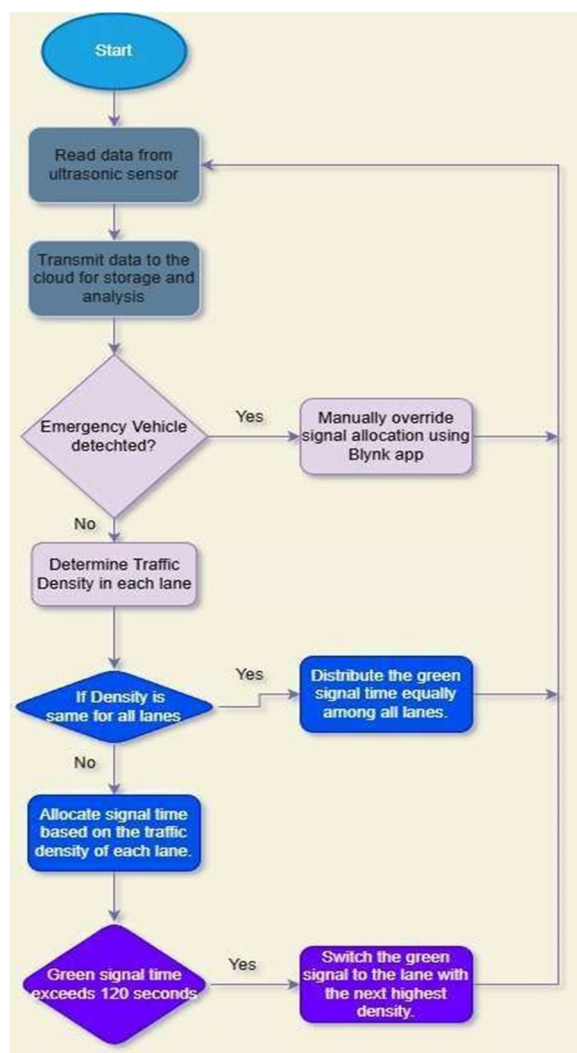 Start
Read data from
ultrasonic sensor
Transmit data to the
cloud for storage and
analysis
Emergency Vehicle
detechted?
Yes
Manually override
signal allocation using
Blynk app
No
Determine Traffic
Density in each lane
If Density is
same for all lanes
Yes
Distribute the green
signal time equally
among all lanes.
No
Allocate signal time
based on the traffic
density of each lane.
Green signal time
exceeds 120 seconds
Yes
Switch the green
signal to the lane with
the next highest
density.